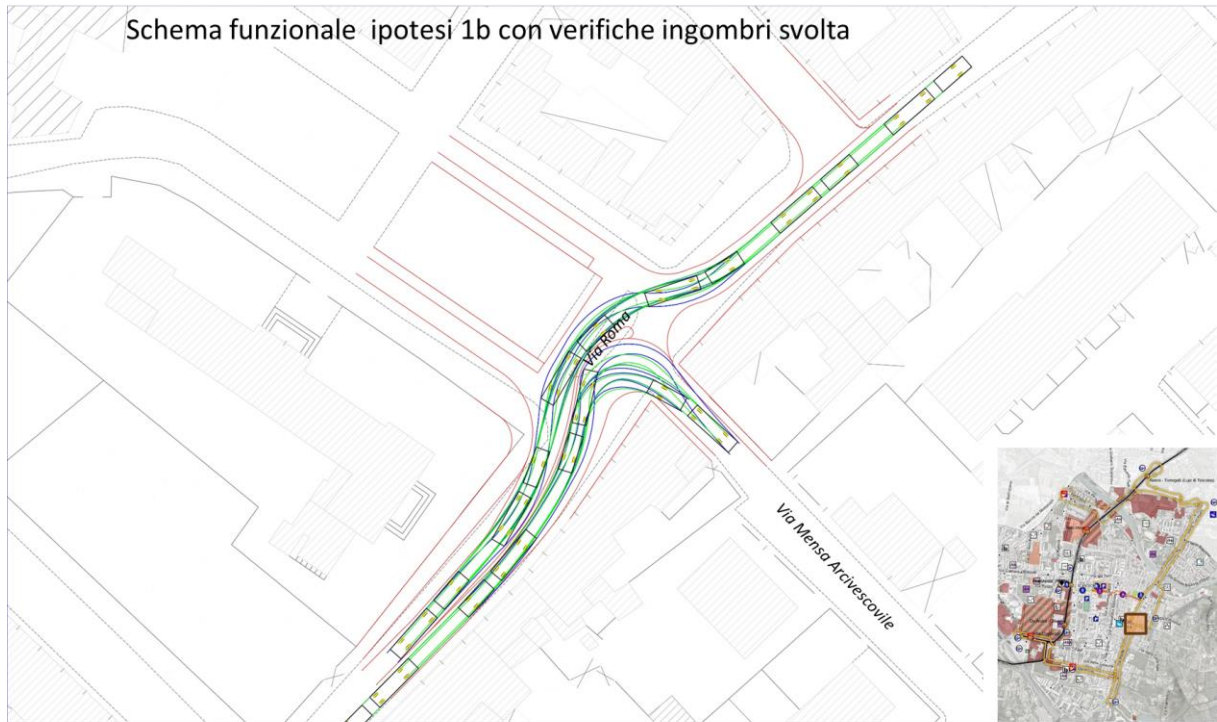 Schema funzionale  ipotesi 1b con verifiche ingombri svolta
Via Roma
Via Mensa Arcivescovile